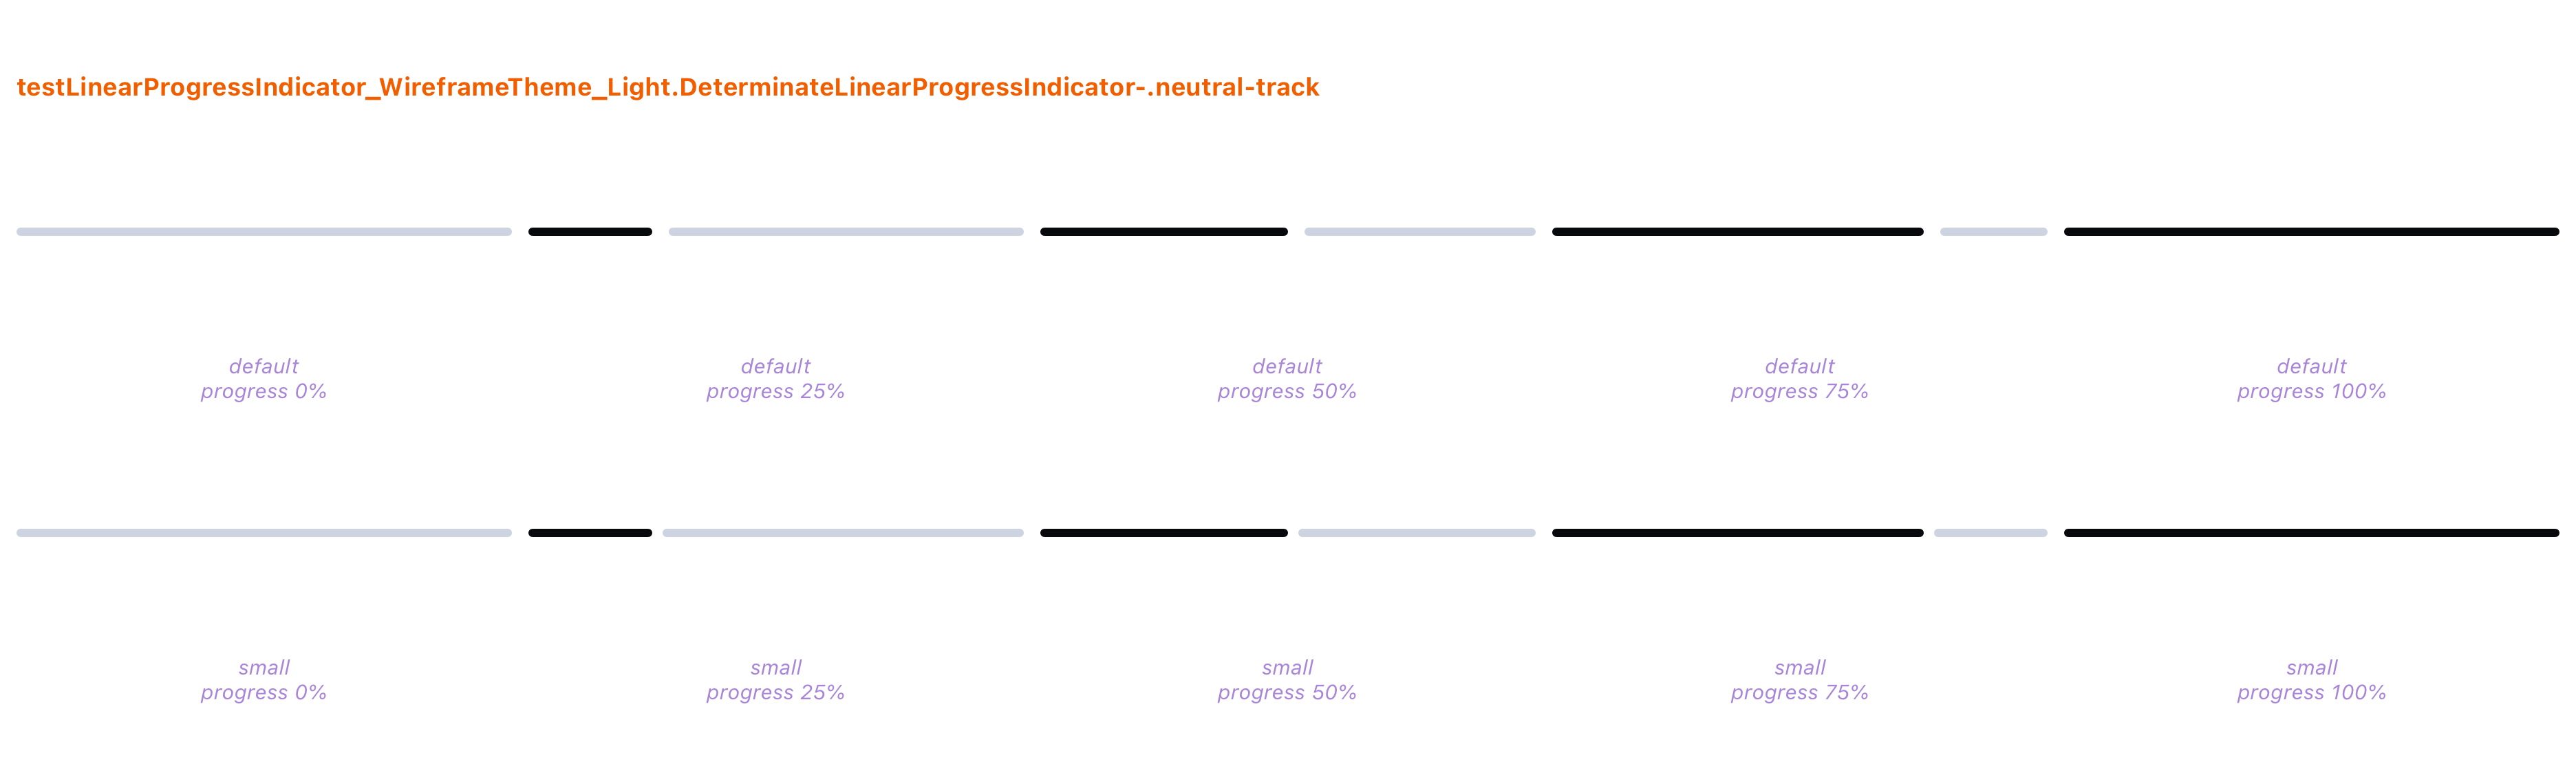 testLinearProgressIndicator_WireframeTheme_Light.DeterminateLinearProgressIndicator-.neutral-track
default
progress 0%
default
progress 25%
default
progress 50%
default
progress 75%
default
progress 100%
small
progress 0%
small
progress 25%
small
progress 50%
small
progress 75%
small
progress 100%